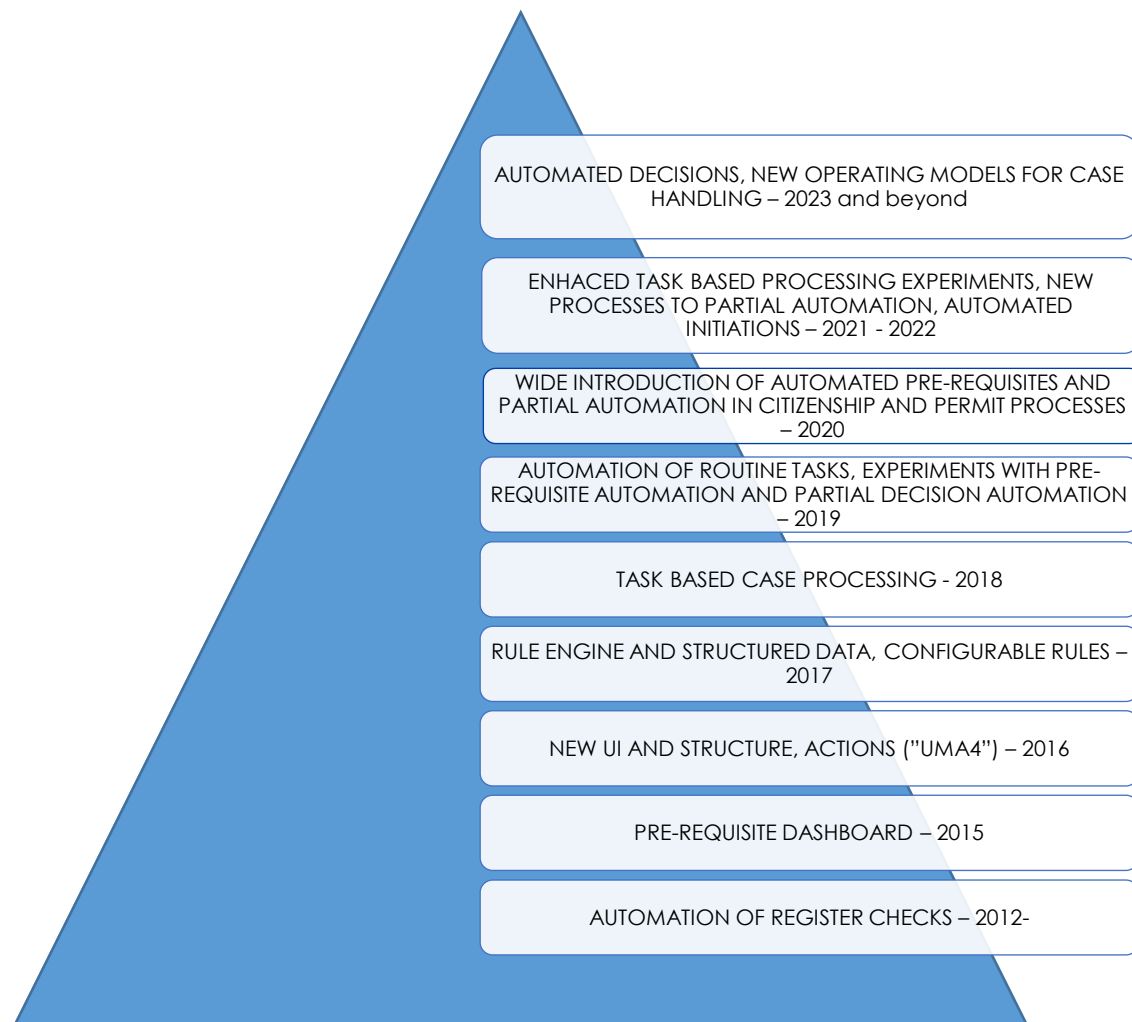 AUTOMATED DECISIONS, NEW OPERATING MODELS FOR CASE
HANDLING – 2023 and beyond
ENHACED TASK BASED PROCESSING EXPERIMENTS, NEW
PROCESSES TO PARTIAL AUTOMATION, AUTOMATED
INITIATIONS – 2021 - 2022
WIDE INTRODUCTION OF AUTOMATED PRE-REQUISITES AND
PARTIAL AUTOMATION IN CITIZENSHIP AND PERMIT PROCESSES
– 2020
AUTOMATION OF ROUTINE TASKS, EXPERIMENTS WITH PRE-
REQUISITE AUTOMATION AND PARTIAL DECISION AUTOMATION
– 2019
TASK BASED CASE PROCESSING - 2018
RULE ENGINE AND STRUCTURED DATA, CONFIGURABLE RULES –
2017
NEW UI AND STRUCTURE, ACTIONS (”UMA4”) – 2016
PRE-REQUISITE DASHBOARD – 2015
AUTOMATION OF REGISTER CHECKS – 2012-